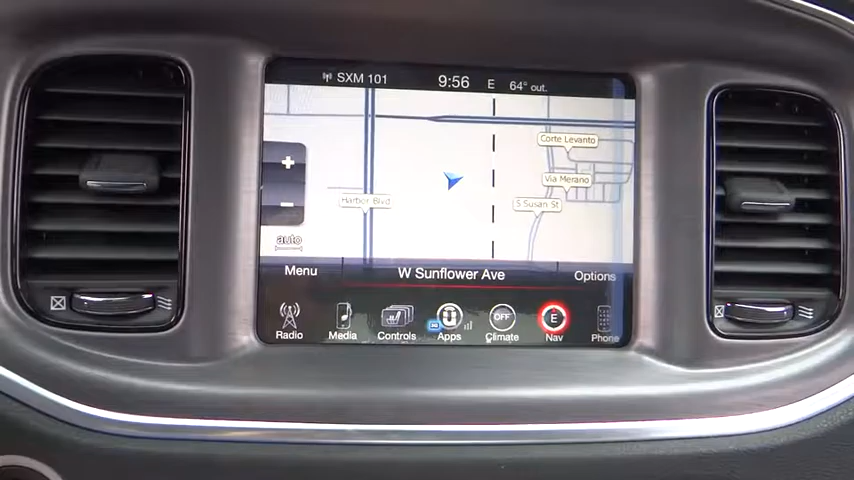 SXM 101 9:56 E 64° out.
Corte Levanto
+
Via Merano
Harbor Blvd
S Susan St
−
auto
Menu W Sunflower Ave Options
OFF E
Radio Media Controls Apps Climate Nav Phone